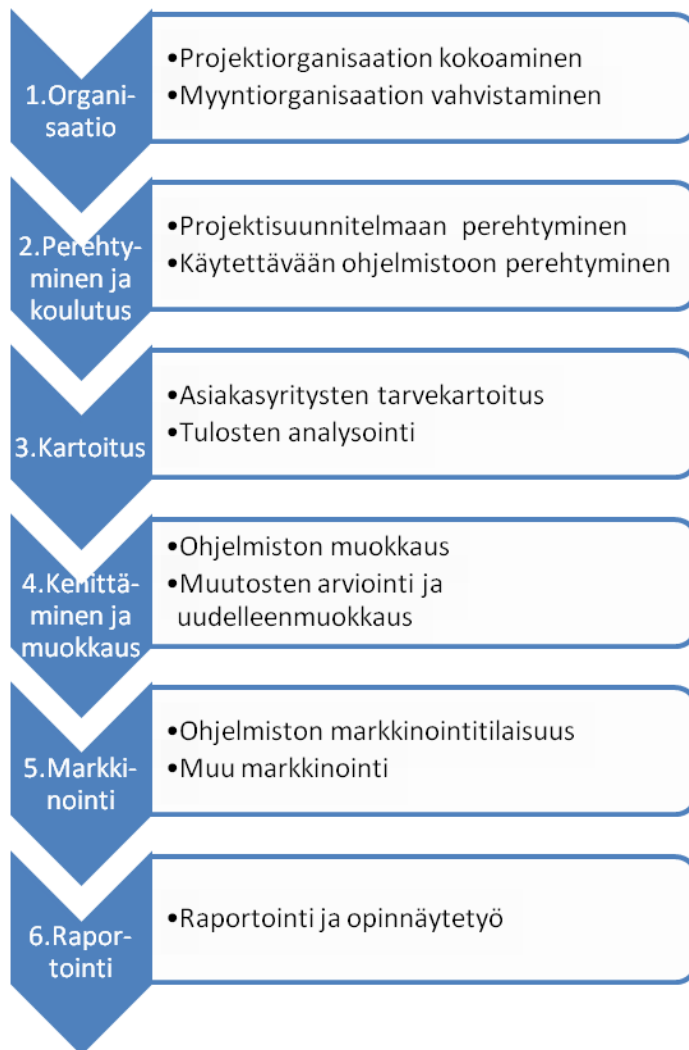 1.Organi-
saatio
•Projektiorganisaation kokoaminen
•Myyntiorganisaation vahvistaminen
2.Perehty-
minen ja
koulutus
•Projektisuunnitelmaan perehtyminen
•Käytettävään ohjelmistoon perehtyminen
3.Kartoitus
•Asiakasyritysten tarvekartoitus
•Tulosten analysointi
4.Kehittä-
minen ja
muokkaus
•Ohjelmiston muokkaus
•Muutosten arviointi ja
uudelleenmuokkaus
5.Markki-
nointi
•Ohjelmiston markkinointitilaisuus
•Muu markkinointi
6.Rapor-
tointi
•Raportointi ja opinnäytetyö